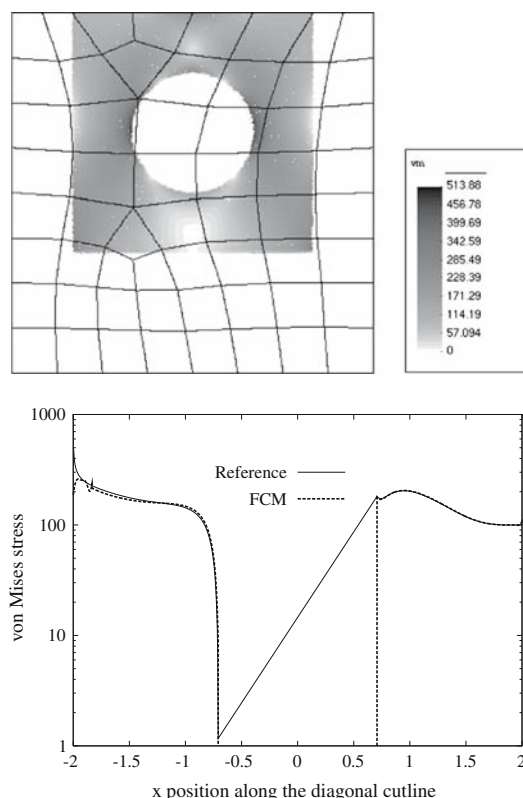 vm
513.88
456.78
399.69
342.59
285.49
228.39
171.29
114.19
57.094
0
1000
Reference
FCM
100
von Mises stress
10
1
-2 -1.5 -1 -0.5 0 0.5 1 1.5 2
x position along the diagonal cutline